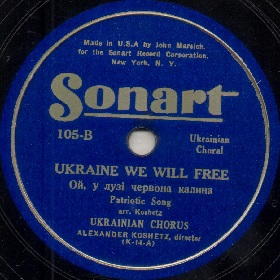 Made in U.S.A by John Marsich,
for the Sonart Record Corporation,
New York, N. Y.
Sonart
105-B
Ukrainian
Choral
UKRAINE WE WILL FREE
Ой, у лузі червона калина
Patriotic Song
arr. Koshetz
UKRAINIAN CHORUS
ALEXANDER KOSHETZ, director
(K-14-A)